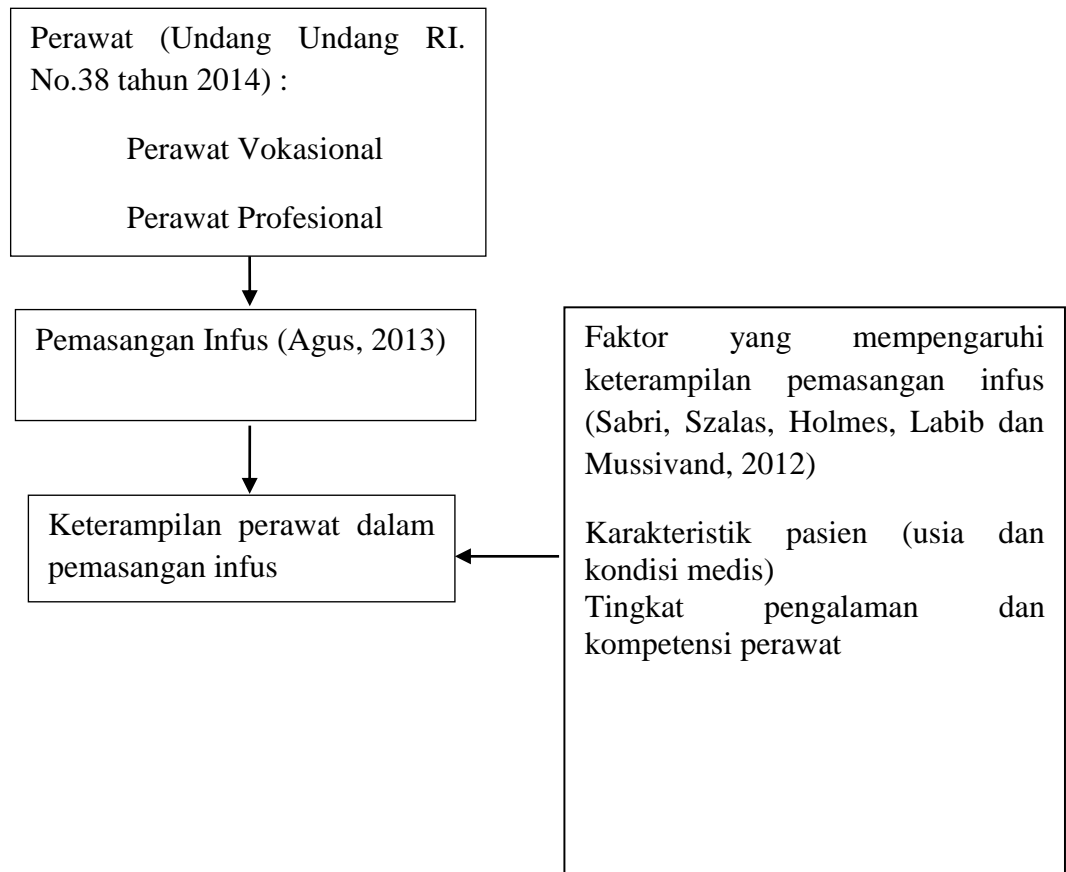 Perawat (Undang Undang RI.
No.38 tahun 2014) :
Perawat Vokasional
Perawat Profesional
Pemasangan Infus (Agus, 2013)
Keterampilan perawat dalam
pemasangan infus
Faktor yang mempengaruhi
keterampilan pemasangan infus
(Sabri, Szalas, Holmes, Labib dan
Mussivand, 2012)
Karakteristik pasien (usia dan
kondisi medis)
Tingkat pengalaman dan
kompetensi perawat